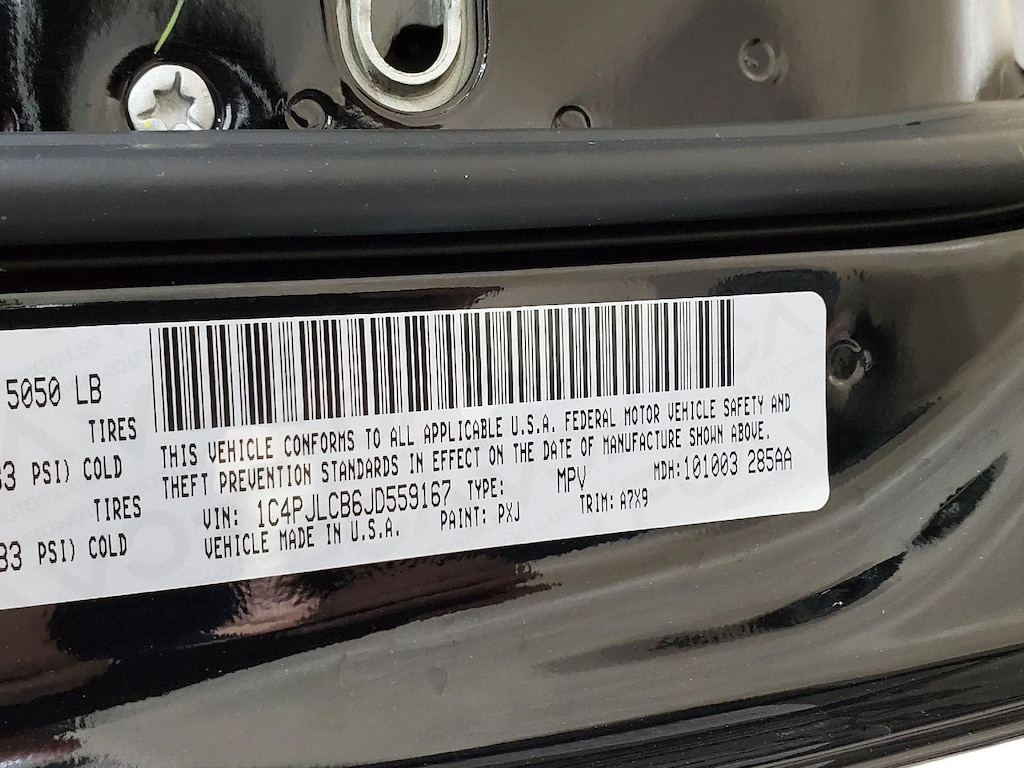 5050 LB
TIRES
33 PSI) COLD
TIRES
33 PSI) COLD
THIS VEHICLE CONFORMS TO ALL APPLICABLE U.S.A. FEDERAL MOTOR VEHICLE SAFETY AND
THEFT PREVENTION STANDARDS IN EFFECT ON THE DATE OF MANUFACTURE SHOWN ABOVE.
VIN: 1C4PJLCB6JD559167 TYPE: MPV MDH:101003 285AA
VEHICLE MADE IN U.S.A. PAINT: PXJ TRIM: A7X9